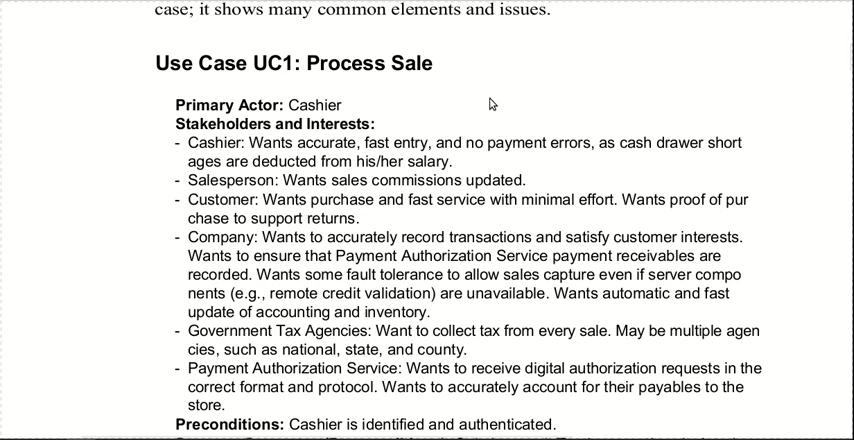 case; it shows many common elements and issues.
Use Case UC1: Process Sale
Primary Actor: Cashier
Stakeholders and Interests:
- Cashier: Wants accurate, fast entry, and no payment errors, as cash drawer short
ages are deducted from his/her salary.
- Salesperson: Wants sales commissions updated.
- Customer: Wants purchase and fast service with minimal effort. Wants proof of pur
chase to support returns.
- Company: Wants to accurately record transactions and satisfy customer interests.
Wants to ensure that Payment Authorization Service payment receivables are
recorded. Wants some fault tolerance to allow sales capture even if server compo
nents (e.g., remote credit validation) are unavailable. Wants automatic and fast
update of accounting and inventory.
- Government Tax Agencies: Want to collect tax from every sale. May be multiple agen
cies, such as national, state, and county.
- Payment Authorization Service: Wants to receive digital authorization requests in the
correct format and protocol. Wants to accurately account for their payables to the
store.
Preconditions: Cashier is identified and authenticated.